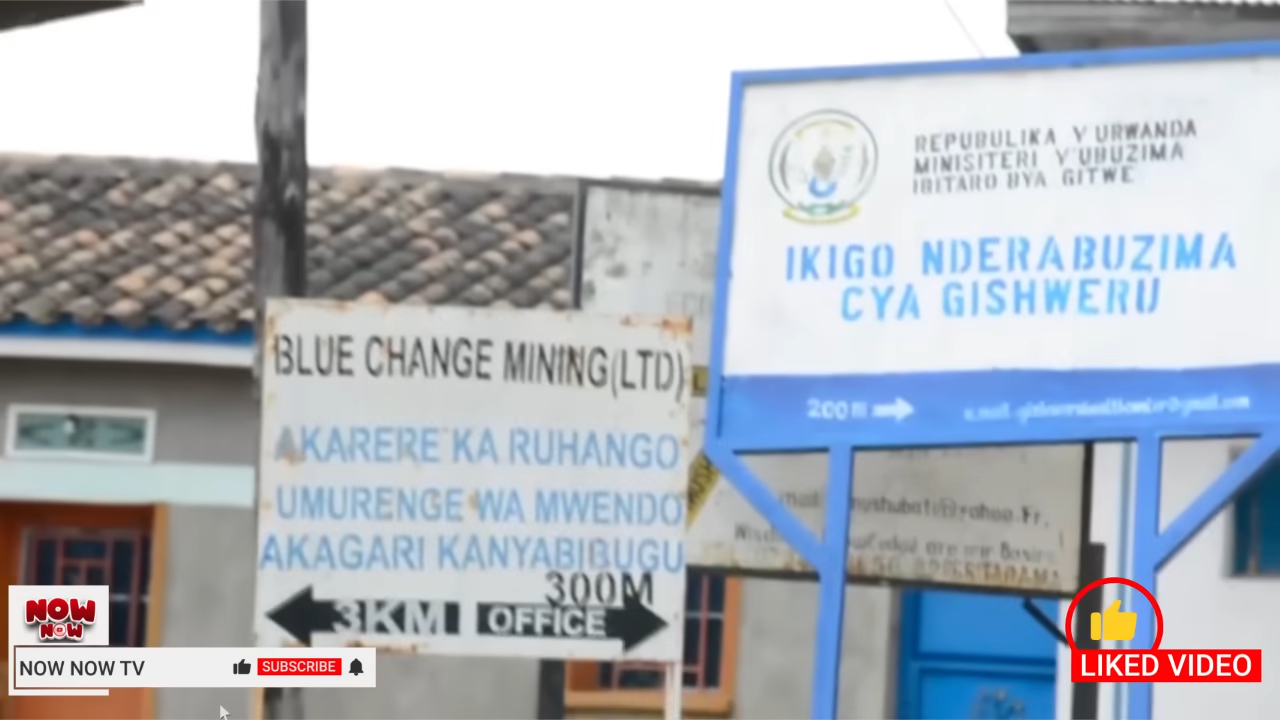 REPUBULIKA Y'URWANDA
MINISITERI Y'UBUZIMA
IBITARO BYA GITWE
IKIGO NDERABUZIMA
CYA GISHWERU
200 m
BLUE CHANGE MINING(LTD)
AKARERE KA RUHANGO
UMURENGE WA MWENDO
AKAGARI KANYABIBUGU
300M
3KM OFFICE
NOW
NOW
NOW NOW TV
SUBSCRIBE
LIKED VIDEO